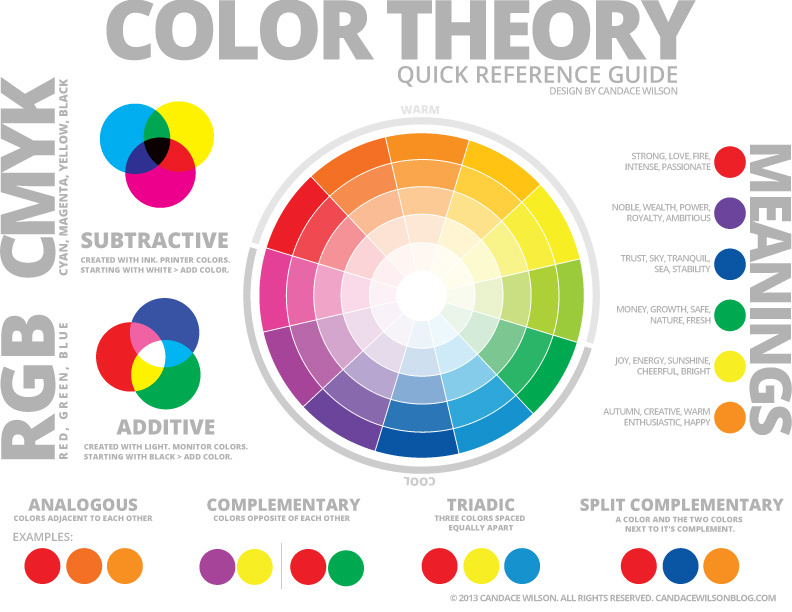 COLOR THEORY
QUICK REFERENCE GUIDE
DESIGN BY CANDACE WILSON
CMYK
CYAN, MAGENTA, YELLOW, BLACK
SUBTRACTIVE
CREATED WITH INK. PRINTER COLORS.
STARTING WITH WHITE > ADD COLOR.
RGB
RED, GREEN, BLUE
ADDITIVE
CREATED WITH LIGHT. MONITOR COLORS.
STARTING WITH BLACK > ADD COLOR.
WARM
COOL
MEANINGS
STRONG, LOVE, FIRE,
INTENSE, PASSIONATE
NOBLE, WEALTH, POWER,
ROYALTY, AMBITIOUS
TRUST, SKY, TRANQUIL,
SEA, STABILITY
MONEY, GROWTH, SAFE,
NATURE, FRESH
JOY, ENERGY, SUNSHINE,
CHEERFUL, BRIGHT
AUTUMN, CREATIVE, WARM
ENTHUSIASTIC, HAPPY
ANALOGOUS
COLORS ADJACENT TO EACH OTHER
EXAMPLES:
COMPLEMENTARY
COLORS OPPOSITE OF EACH OTHER
TRIADIC
THREE COLORS SPACED
EQUALLY APART
SPLIT COMPLEMENTARY
A COLOR AND THE TWO COLORS
NEXT TO IT'S COMPLEMENT.
© 2013 CANDACE WILSON. ALL RIGHTS RESERVED. CANDACEWILSONBLOG.COM